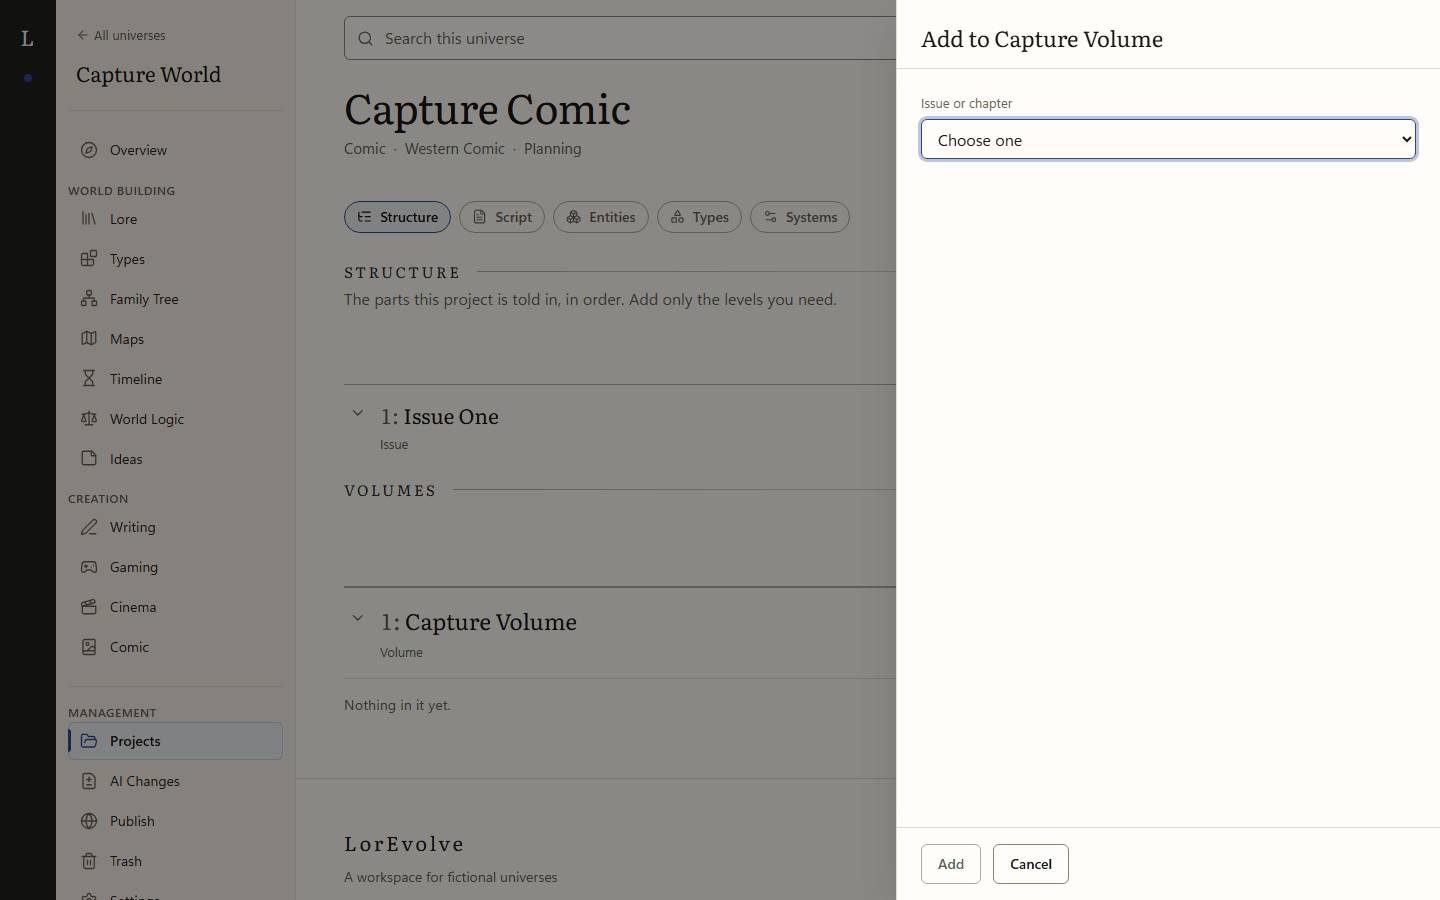 L
All universes
Capture World
Overview
WORLD BUILDING
Lore
Types
Family Tree
Maps
Timeline
World Logic
Ideas
CREATION
Writing
Gaming
Cinema
Comic
MANAGEMENT
Projects
AI Changes
Publish
Trash
Settings
Search this universe
Capture Comic
Comic · Western Comic · Planning
Structure Script Entities Types Systems
STRUCTURE
The parts this project is told in, in order. Add only the levels you need.
1: Issue One
Issue
VOLUMES
1: Capture Volume
Volume
Nothing in it yet.
LorEvolve
A workspace for fictional universes
Add to Capture Volume
Issue or chapter
Choose one
Add Cancel